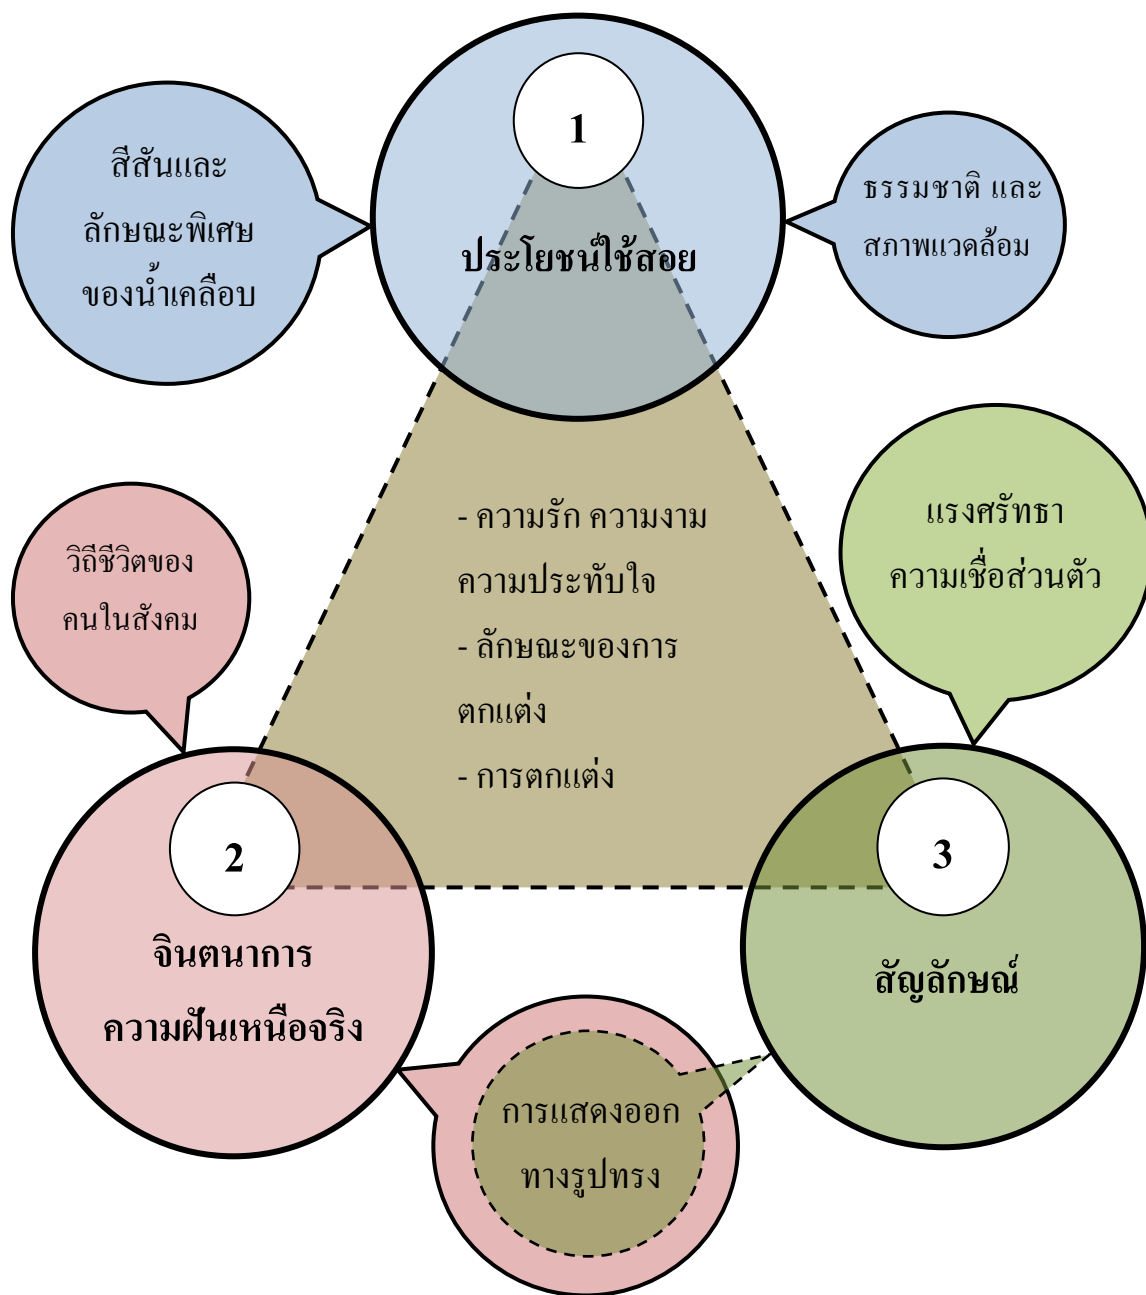 1
ประโยชน์ใช้สอย
สีสันและ
ลักษณะพิเศษ
ของน้ำเคลือบ
ธรรมชาติ และ
สภาพแวดล้อม
- ความรัก ความงาม
ความประทับใจ
- ลักษณะของการ
ตกแต่ง
- การตกแต่ง
วิถีชีวิตของ
คนในสังคม
แรงศรัทธา
ความเชื่อส่วนตัว
2
จินตนาการ
ความฝันเหนือจริง
3
สัญลักษณ์
การแสดงออก
ทางรูปทรง